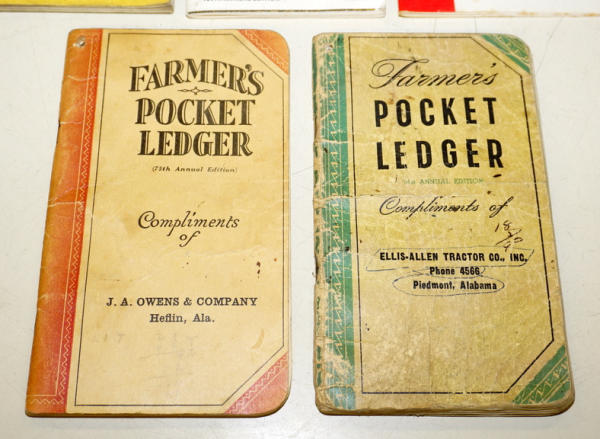 FARMER'S
POCKET
LEDGER
(75th Annual Edition)
Compliments
of
J. A. OWENS & COMPANY
Heflin, Ala.
Farmer's
POCKET
LEDGER
ANNUAL EDITION
Compliments of
18
ELLIS-ALLEN TRACTOR CO., INC.
Phone 4566
Piedmont, Alabama